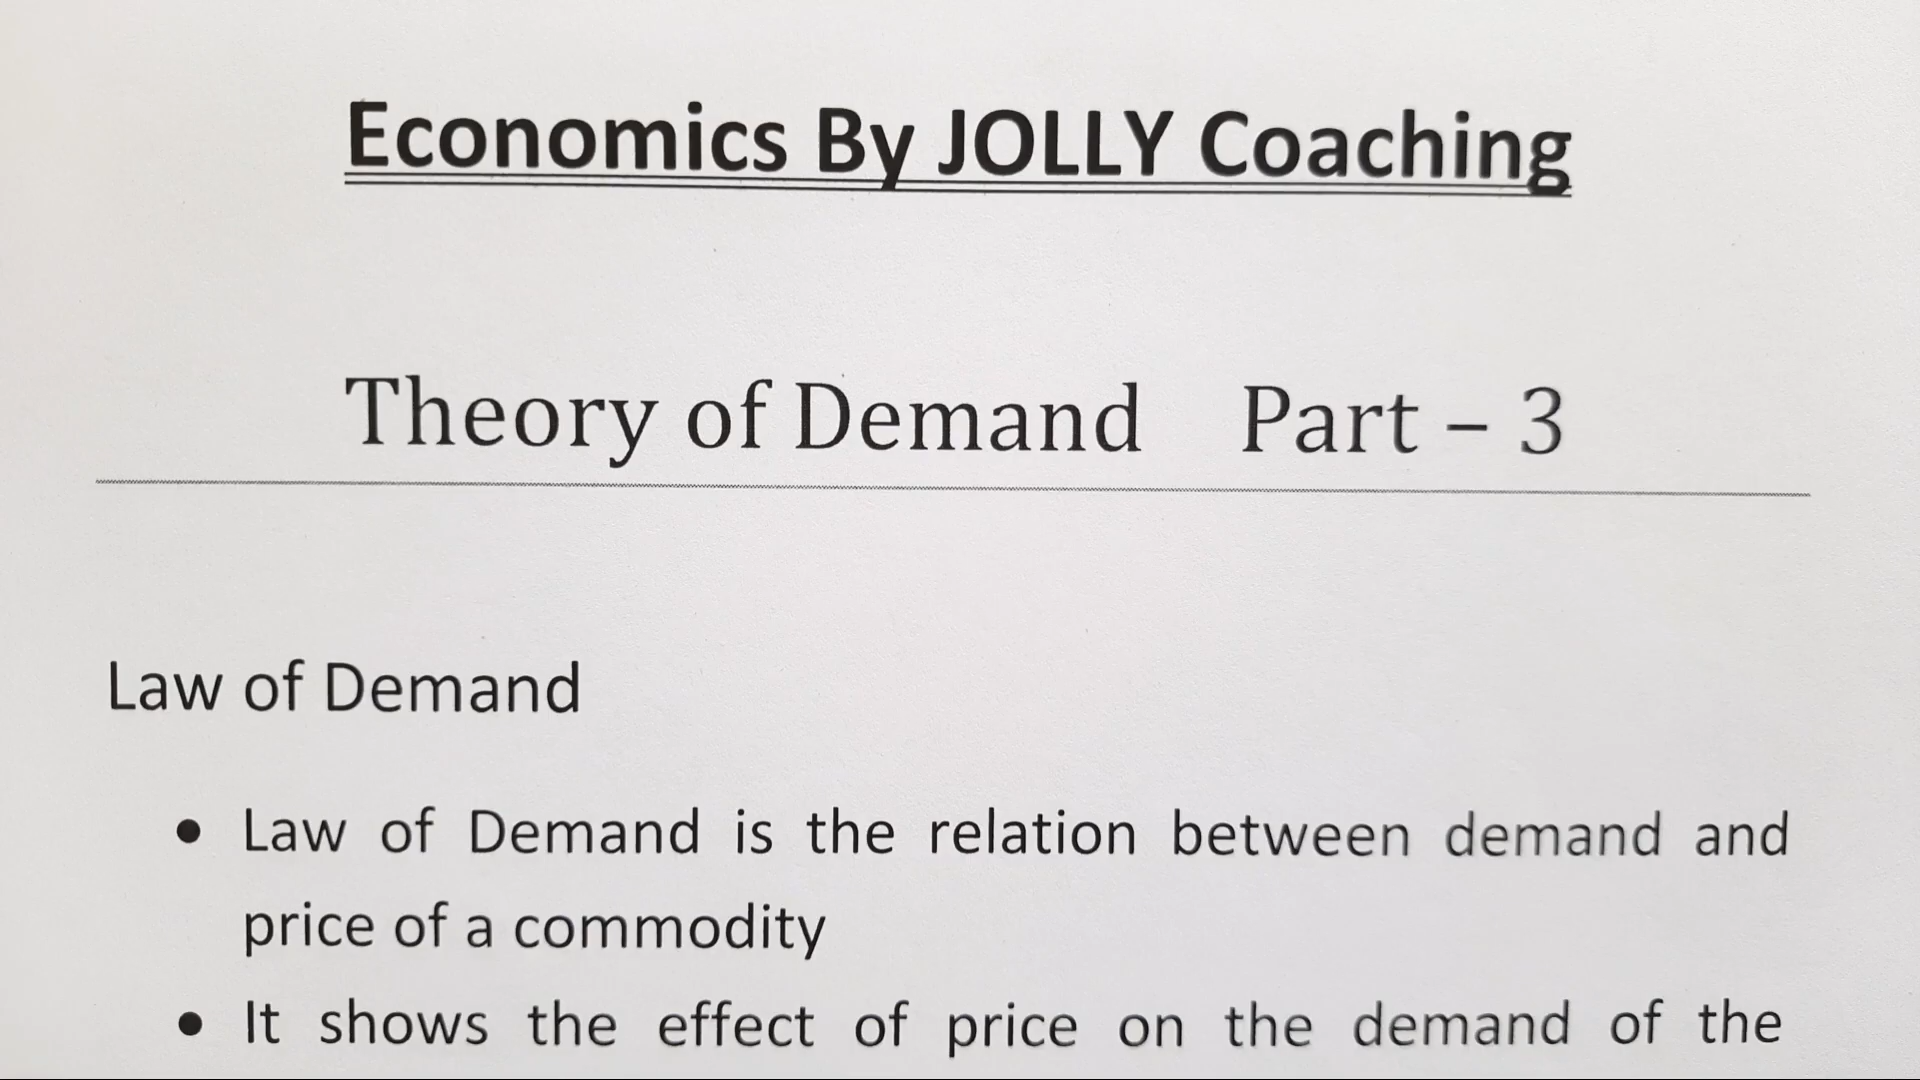 Economics By JOLLY Coaching
Theory of Demand Part – 3
Law of Demand
• Law of Demand is the relation between demand and
price of a commodity
• It shows the effect of price on the demand of the